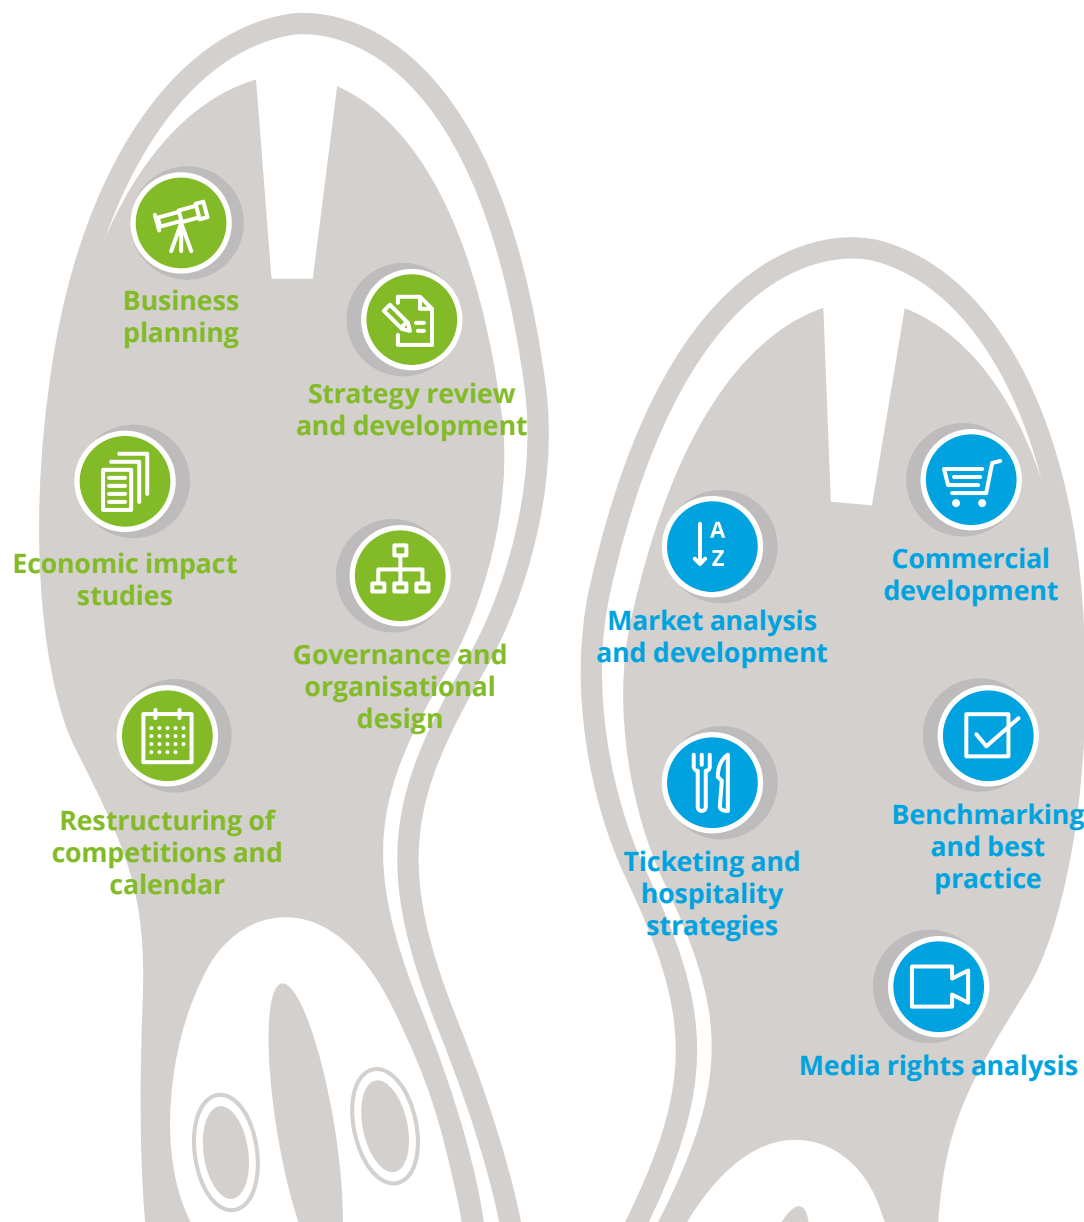 Business
planning
Strategy review
and development
Economic impact
studies
Governance and
organisational
design
Restructuring of
competitions and
calendar
Commercial
development
A
Z
Market analysis
and development
Benchmarking
and best
practice
Ticketing and
hospitality
strategies
Media rights analysis